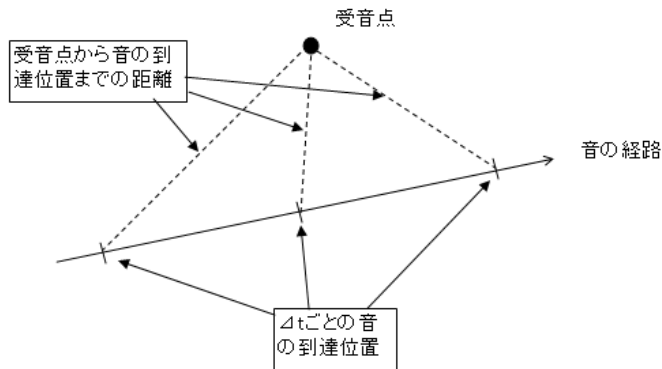 受音点
受音点から音の到
達位置までの距離
音の経路
⊿tごとの音
の到達位置